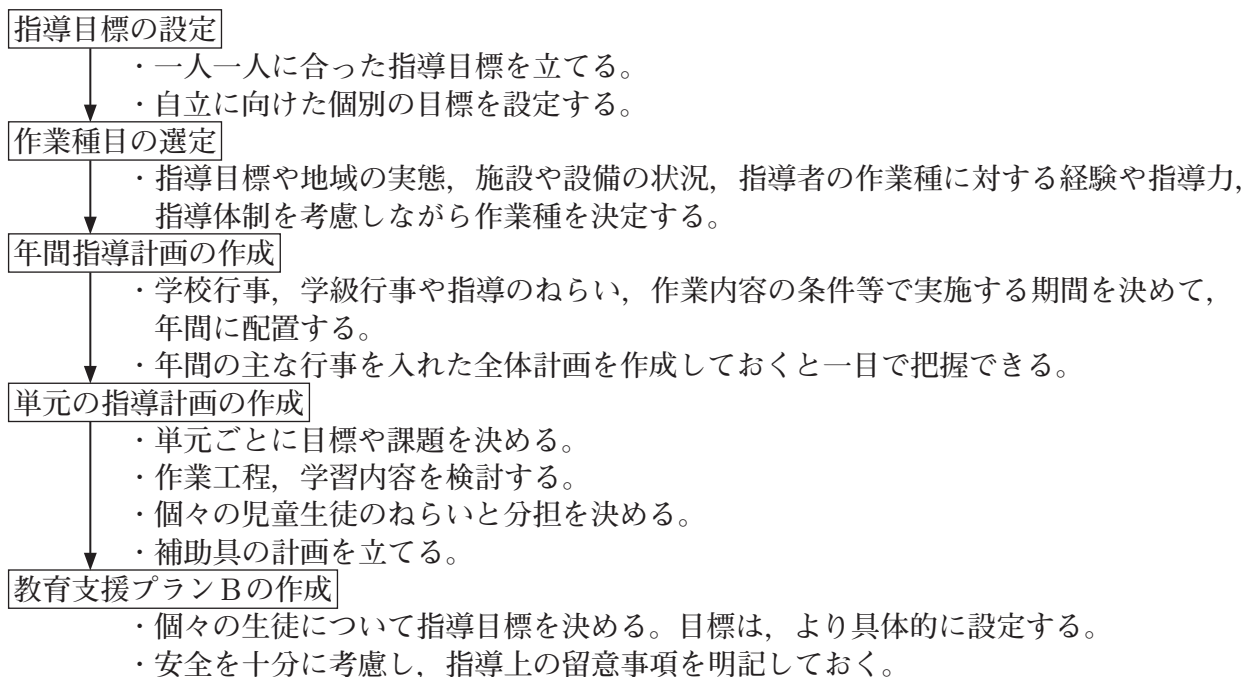 指導目標の設定
・一人一人に合った指導目標を立てる。
・自立に向けた個別の目標を設定する。
作業種目の選定
・指導目標や地域の実態，施設や設備の状況，指導者の作業種に対する経験や指導力，
指導体制を考慮しながら作業種を決定する。
年間指導計画の作成
・学校行事，学級行事や指導のねらい，作業内容の条件等で実施する期間を決めて，
年間に配置する。
・年間の主な行事を入れた全体計画を作成しておくと一目で把握できる。
単元の指導計画の作成
・単元ごとに目標や課題を決める。
・作業工程，学習内容を検討する。
・個々の児童生徒のねらいと分担を決める。
・補助具の計画を立てる。
教育支援プランＢの作成
・個々の生徒について指導目標を決める。目標は，より具体的に設定する。
・安全を十分に考慮し，指導上の留意事項を明記しておく。